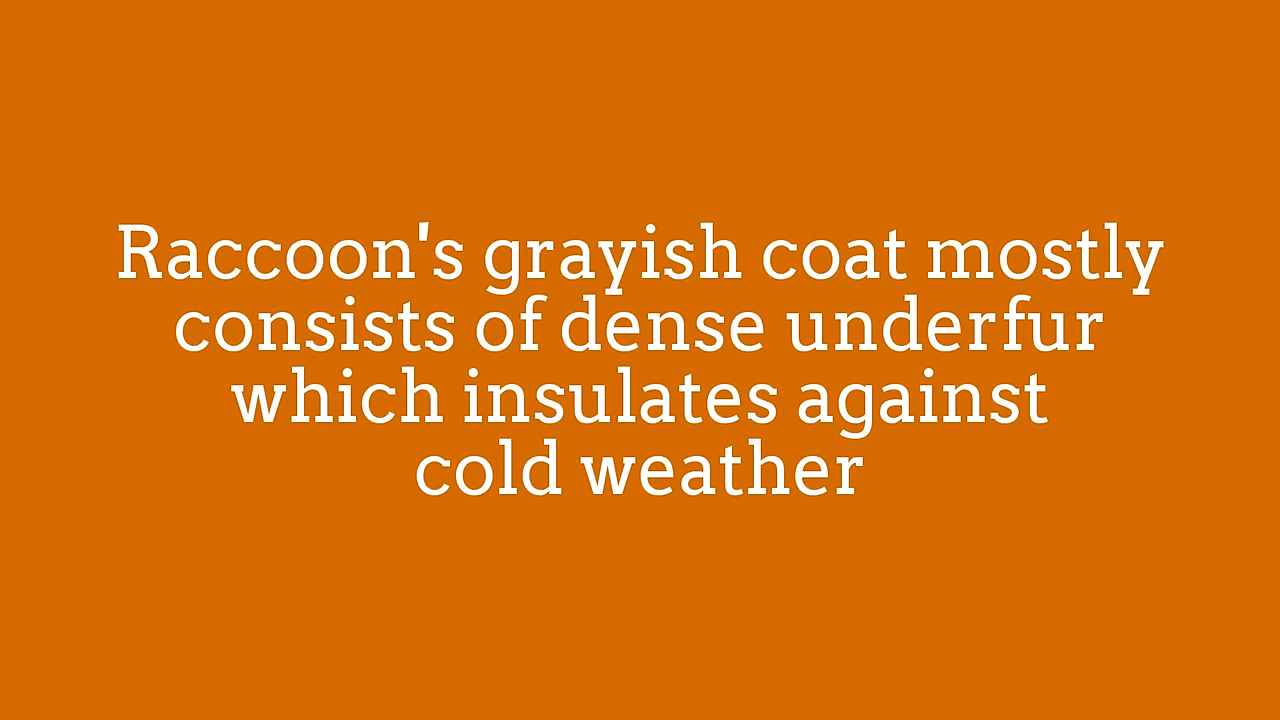 Raccoon's grayish coat mostly
consists of dense underfur
which insulates against
cold weather